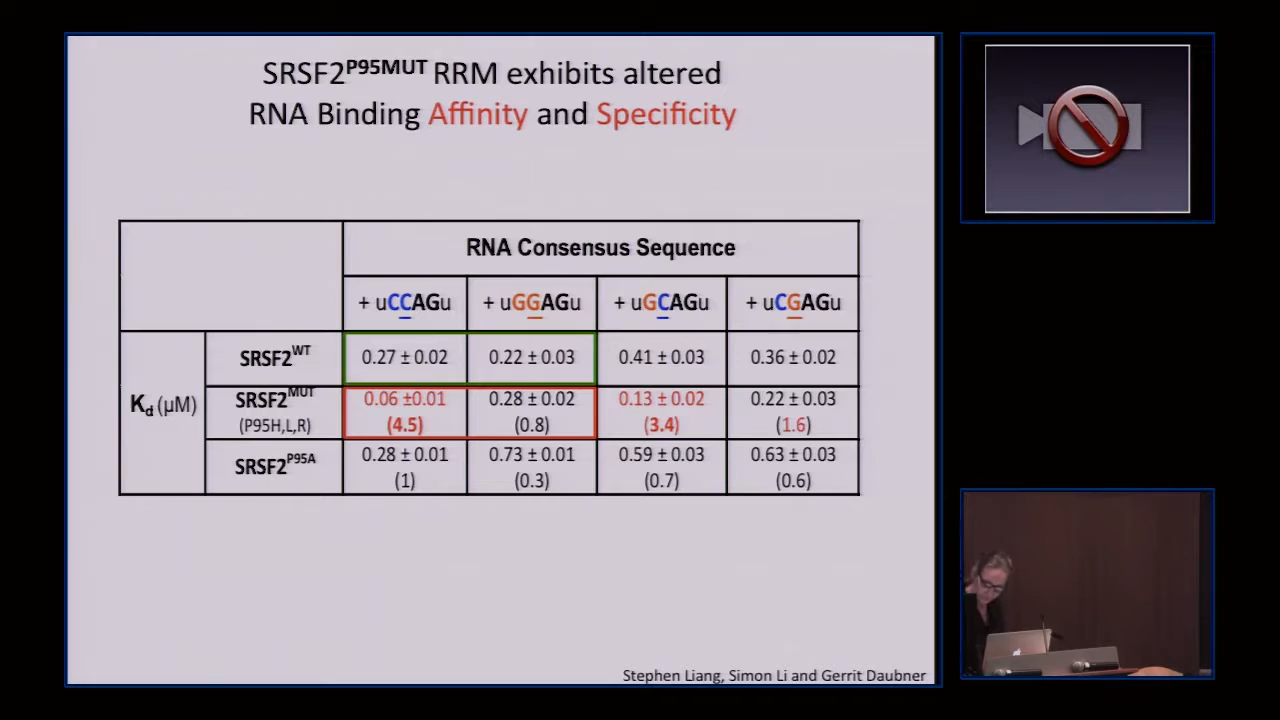 SRSF2P95MUT RRM exhibits altered
RNA Binding Affinity and Specificity
RNA Consensus Sequence
+ uCCAGu + uGGAGu + uGCAGu + uCGAGu
SRSF2WT 0.27 ± 0.02 0.22 ± 0.03 0.41 ± 0.03 0.36 ± 0.02
Kd (µM)
SRSF2MUT 0.06 ±0.01 0.28 ± 0.02 0.13 ± 0.02 0.22 ± 0.03
(P95H,L,R) (4.5) (0.8) (3.4) (1.6)
SRSF2P95A 0.28 ± 0.01 0.73 ± 0.01 0.59 ± 0.03 0.63 ± 0.03
(1) (0.3) (0.7) (0.6)
Stephen Liang, Simon Li and Gerrit Daubner